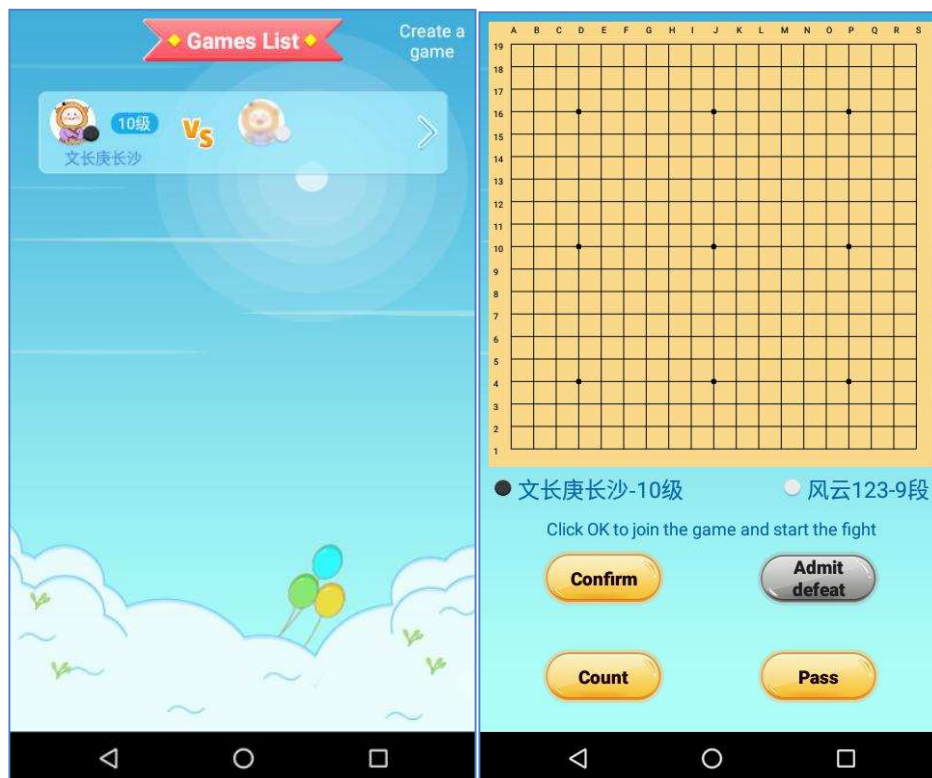 Games List
Create a
game
10级
VS
文长庚长沙
A B C D E F G H I J K L M N O P Q R S
19
18
17
16
15
14
13
12
11
10
9
8
7
6
5
4
3
2
1
文长庚长沙-10级
风云123-9段
Click OK to join the game and start the fight
Confirm
Admit
defeat
Count
Pass